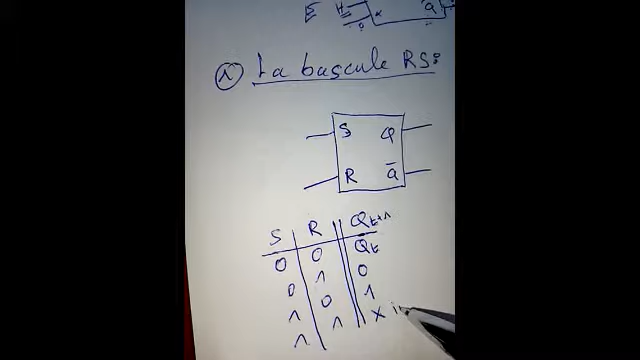 1 La bascule RS:
S Q
R Q̅
S R Qt+1
0 0 Qt
0 1 0
1 0 1
1 1 X